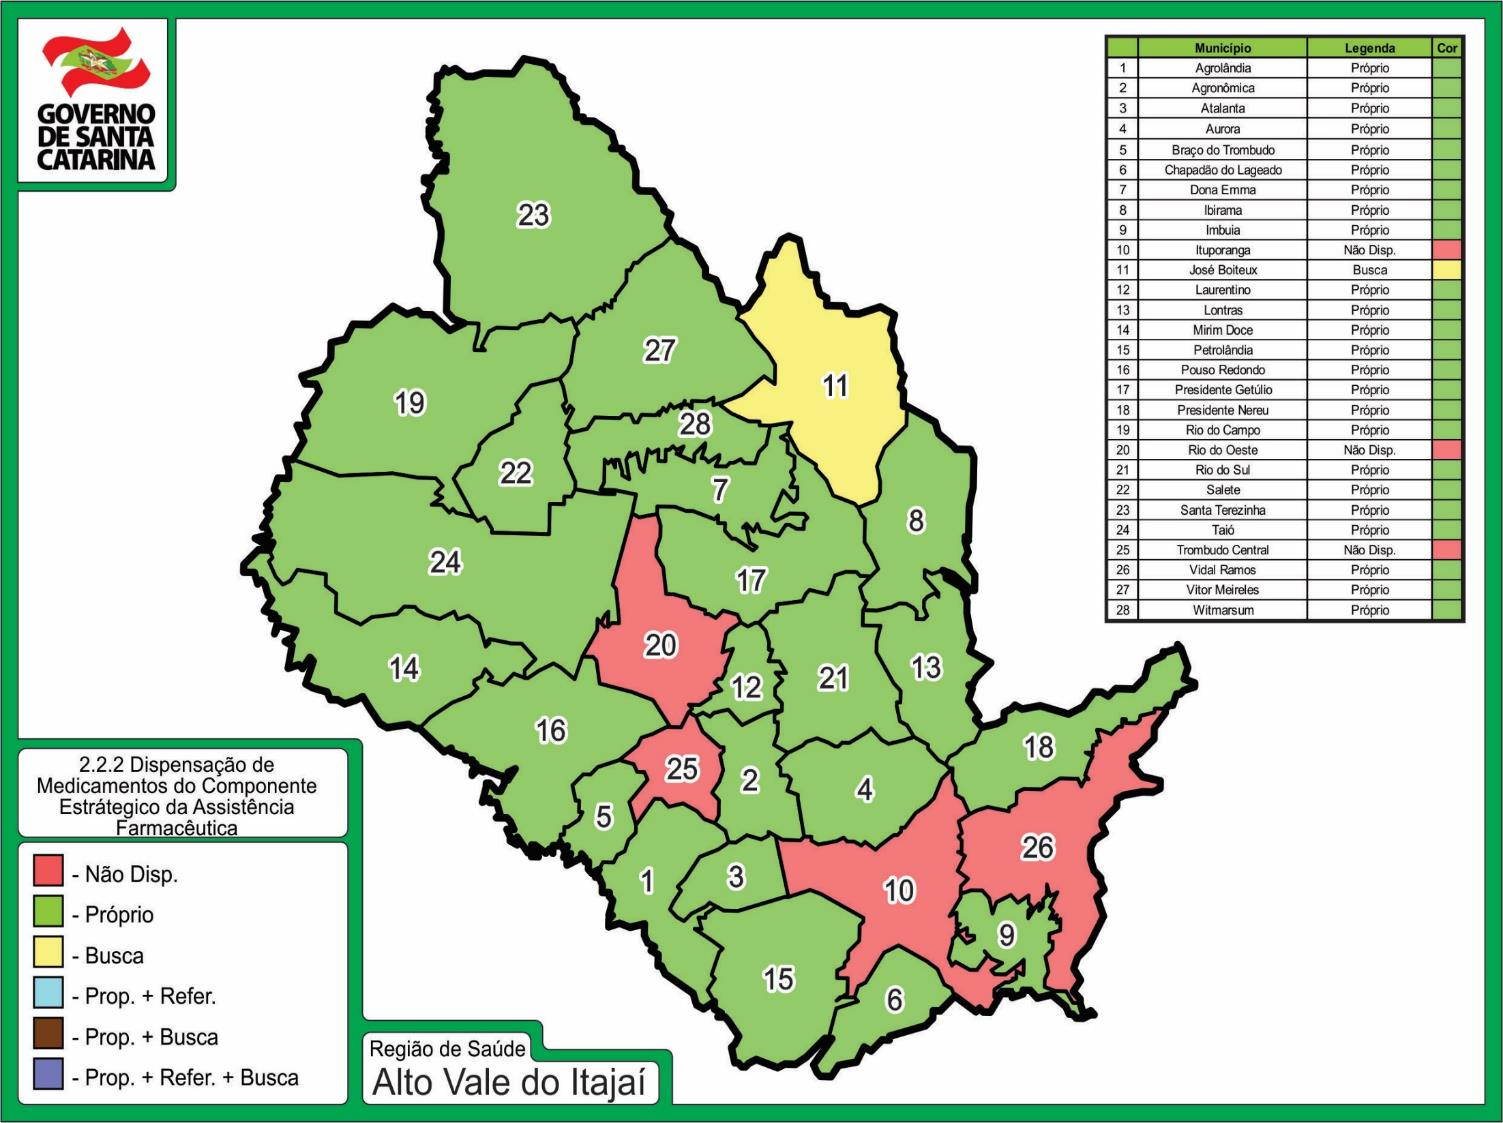 GOVERNO
DE SANTA
CATARINA
Município Legenda Cor
1 Agrolândia Próprio
2 Agronômica Próprio
3 Atalanta Próprio
4 Aurora Próprio
5 Braço do Trombudo Próprio
6 Chapadão do Lageado Próprio
7 Dona Emma Próprio
8 Ibirama Próprio
9 Imbuia Próprio
10 Ituporanga Não Disp.
11 José Boiteux Busca
12 Laurentino Próprio
13 Lontras Próprio
14 Mirim Doce Próprio
15 Petrolândia Próprio
16 Pouso Redondo Próprio
17 Presidente Getúlio Próprio
18 Presidente Nereu Próprio
19 Rio do Campo Próprio
20 Rio do Oeste Não Disp.
21 Rio do Sul Próprio
22 Salete Próprio
23 Santa Terezinha Próprio
24 Taió Próprio
25 Trombudo Central Não Disp.
26 Vidal Ramos Próprio
27 Vitor Meireles Próprio
28 Witmarsum Próprio
23
27
11
19
28
22
7
8
24
17
20
14
12
21
13
16
18
25
2
4
5
26
1
3
10
9
15
6
2.2.2 Dispensação de
Medicamentos do Componente
Estrátegico da Assistência
Farmacêutica
- Não Disp.
- Próprio
- Busca
- Prop. + Refer.
- Prop. + Busca
- Prop. + Refer. + Busca
Região de Saúde
Alto Vale do Itajaí